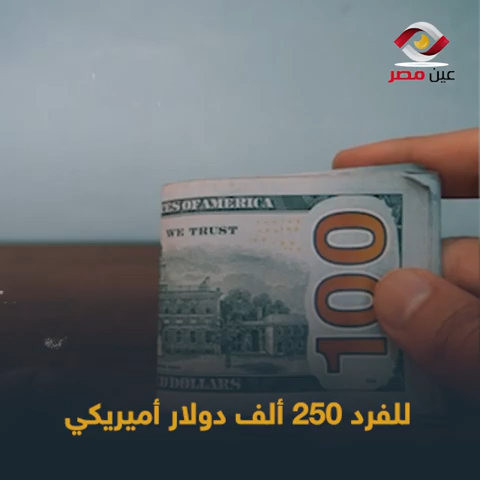 عين مصر
ES OF AMERICA
WE TRUST
100
DOLLARS
للفرد 250 ألف دولار أميريكي